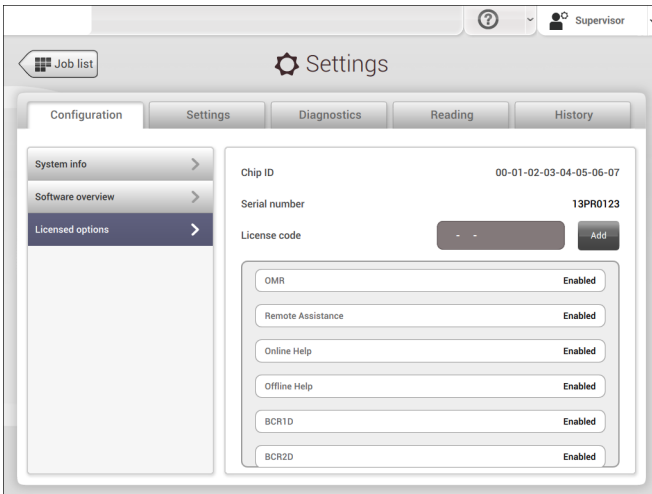 ? Supervisor
Job list Settings
Configuration Settings Diagnostics Reading History
System info
Software overview
Licensed options
Chip ID 00-01-02-03-04-05-06-07
Serial number 13PR0123
License code - - Add
OMR Enabled
Remote Assistance Enabled
Online Help Enabled
Offline Help Enabled
BCR1D Enabled
BCR2D Enabled